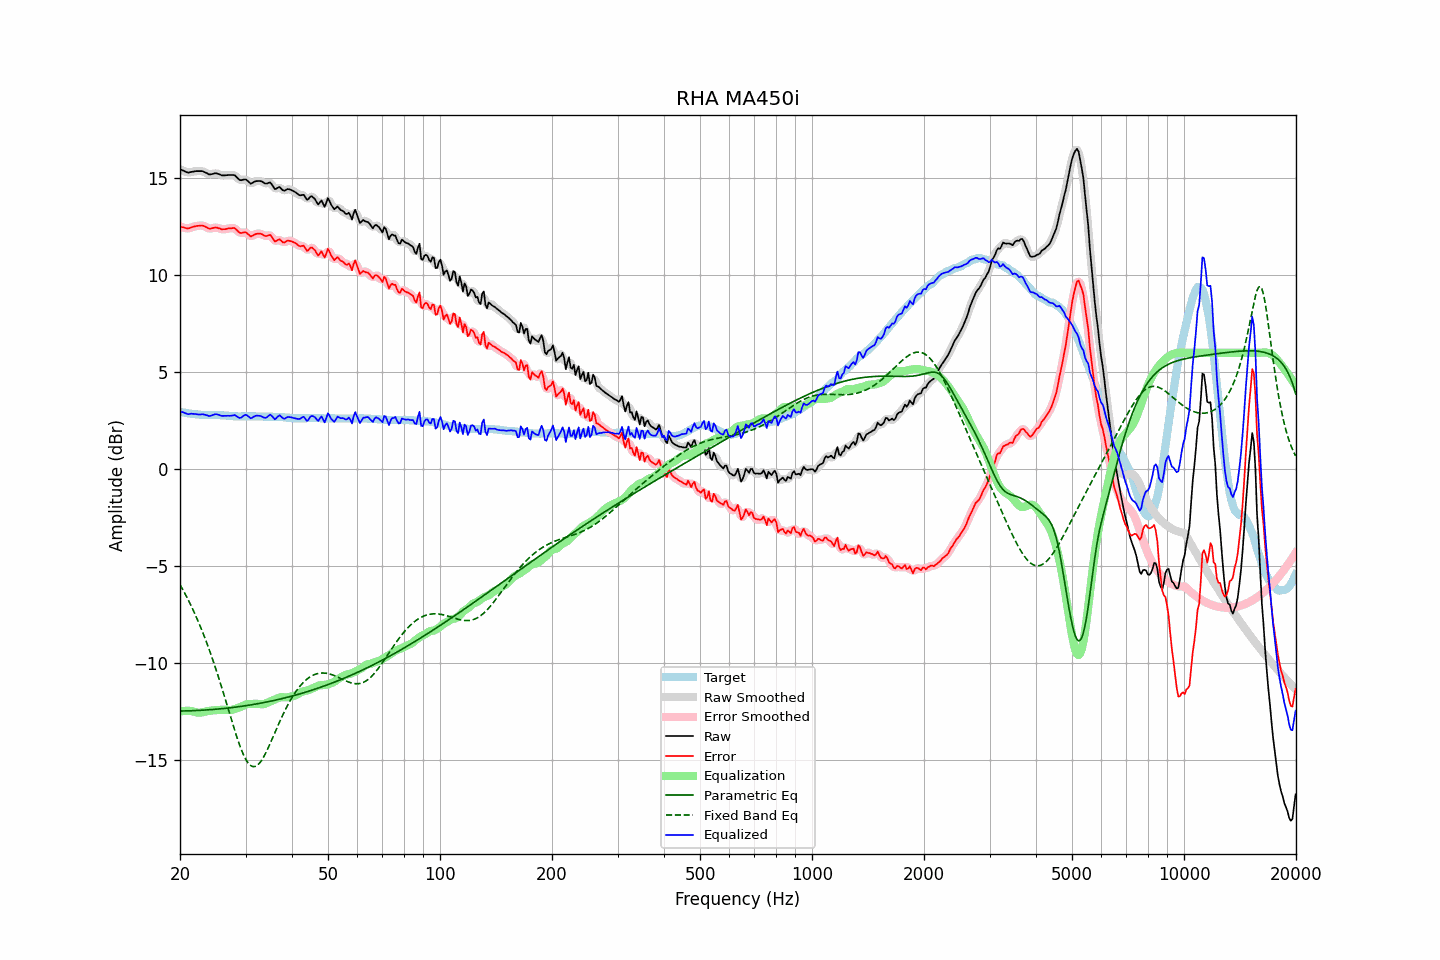 RHA MA450i
Amplitude (dBr)
15
10
5
0
−5
−10
−15
Target
Raw Smoothed
Error Smoothed
Raw
Error
Equalization
Parametric Eq
Fixed Band Eq
Equalized
20
50
100
200
500
1000
2000
5000
10000
20000
Frequency (Hz)